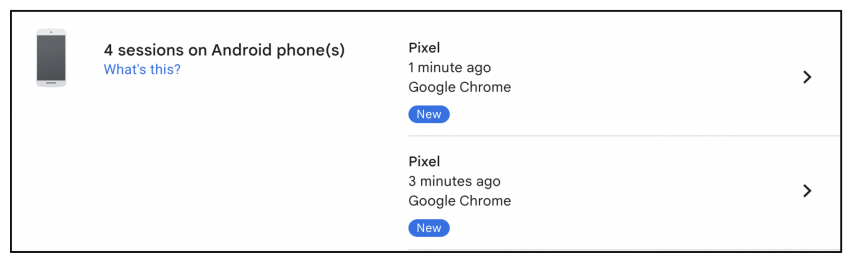 4 sessions on Android phone(s)
What's this?
Pixel
1 minute ago
Google Chrome
New
Pixel
3 minutes ago
Google Chrome
New